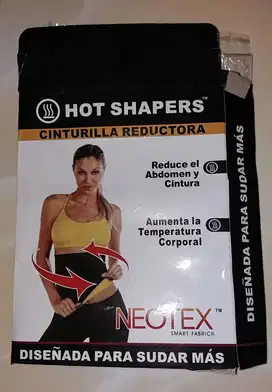 HOT SHAPERS™
CINTURILLA REDUCTORA
Reduce el
Abdomen y
Cintura
Aumenta la
Temperatura
Corporal
NEOTEX™
SMART FABRICS
DISEÑADA PARA SUDAR MÁS
DISEÑADA PARA SUDAR MÁS